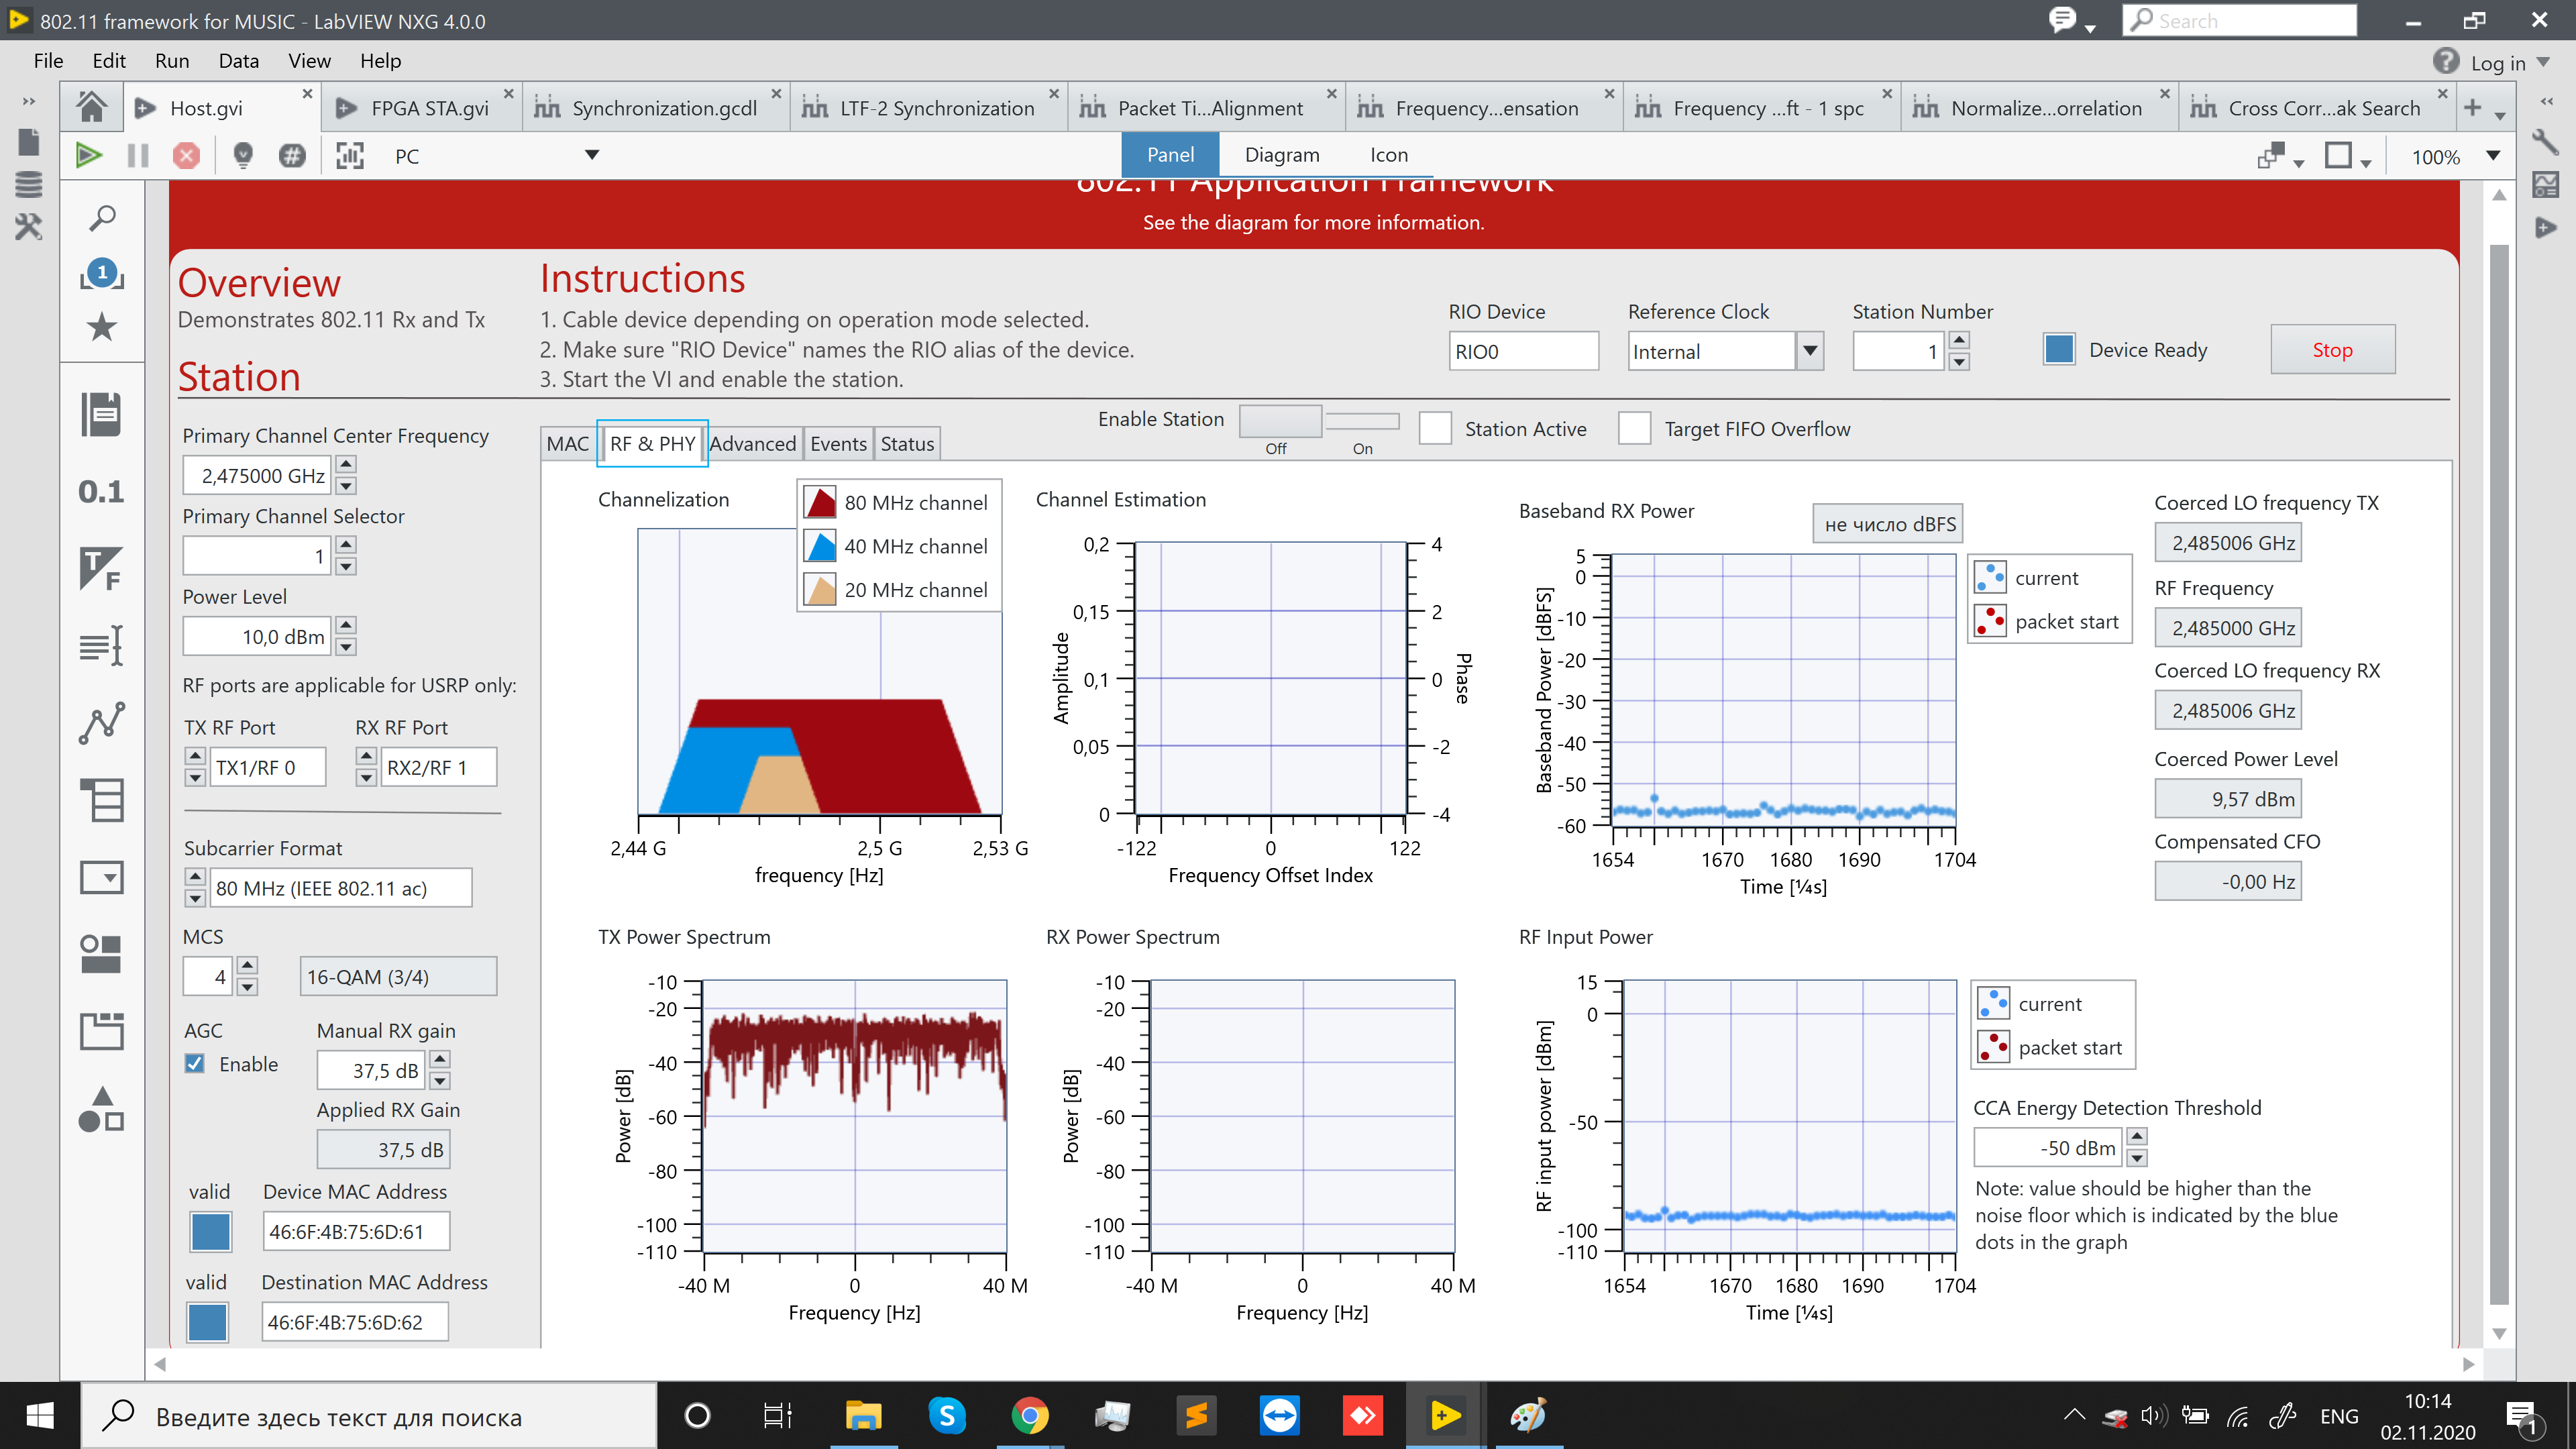 802.11 framework for MUSIC - LabVIEW NXG 4.0.0
Search
File Edit Run Data View Help
Log in
Host.gvi
FPGA STA.gvi
Synchronization.gcdl
LTF-2 Synchronization
Packet Ti...Alignment
Frequency...ensation
Frequency ...ft - 1 spc
Normalize...orrelation
Cross Corr...ak Search
PC
Panel
Diagram
Icon
100%
802.11 Application Framework
See the diagram for more information.
1
0.1
T F
Overview
Demonstrates 802.11 Rx and Tx
Station
Instructions
1. Cable device depending on operation mode selected.
2. Make sure "RIO Device" names the RIO alias of the device.
3. Start the VI and enable the station.
RIO Device
RIO0
Reference Clock
Internal
Station Number
1
Device Ready
Stop
Primary Channel Center Frequency
2,475000 GHz
Primary Channel Selector
1
Power Level
10,0 dBm
RF ports are applicable for USRP only:
TX RF Port
TX1/RF 0
RX RF Port
RX2/RF 1
Subcarrier Format
80 MHz (IEEE 802.11 ac)
MCS
4
16-QAM (3/4)
AGC
Enable
Manual RX gain
37,5 dB
Applied RX Gain
37,5 dB
valid
Device MAC Address
46:6F:4B:75:6D:61
valid
Destination MAC Address
46:6F:4B:75:6D:62
Enable Station
Off
On
Station Active
Target FIFO Overflow
MAC
RF & PHY
Advanced
Events
Status
Channelization
80 MHz channel
40 MHz channel
20 MHz channel
2,44 G
2,5 G
2,53 G
frequency [Hz]
Channel Estimation
Amplitude
0,2
0,15
0,1
0,05
0
4
2
0
-2
-4
Phase
-122
0
122
Frequency Offset Index
Baseband RX Power
не число dBFS
Baseband Power [dBFS]
5
0
-10
-20
-30
-40
-50
-60
1654
1670
1680
1690
1704
Time [¼s]
current
packet start
Coerced LO frequency TX
2,485006 GHz
RF Frequency
2,485000 GHz
Coerced LO frequency RX
2,485006 GHz
Coerced Power Level
9,57 dBm
Compensated CFO
-0,00 Hz
TX Power Spectrum
Power [dB]
-10
-20
-40
-60
-80
-100
-110
-40 M
0
40 M
Frequency [Hz]
RX Power Spectrum
Power [dB]
-10
-20
-40
-60
-80
-100
-110
-40 M
0
40 M
Frequency [Hz]
RF Input Power
RF input power [dBm]
15
0
-50
-100
-110
1654
1670
1680
1690
1704
Time [¼s]
current
packet start
CCA Energy Detection Threshold
-50 dBm
Note: value should be higher than the
noise floor which is indicated by the blue
dots in the graph
Введите здесь текст для поиска
ENG
10:14
02.11.2020
1